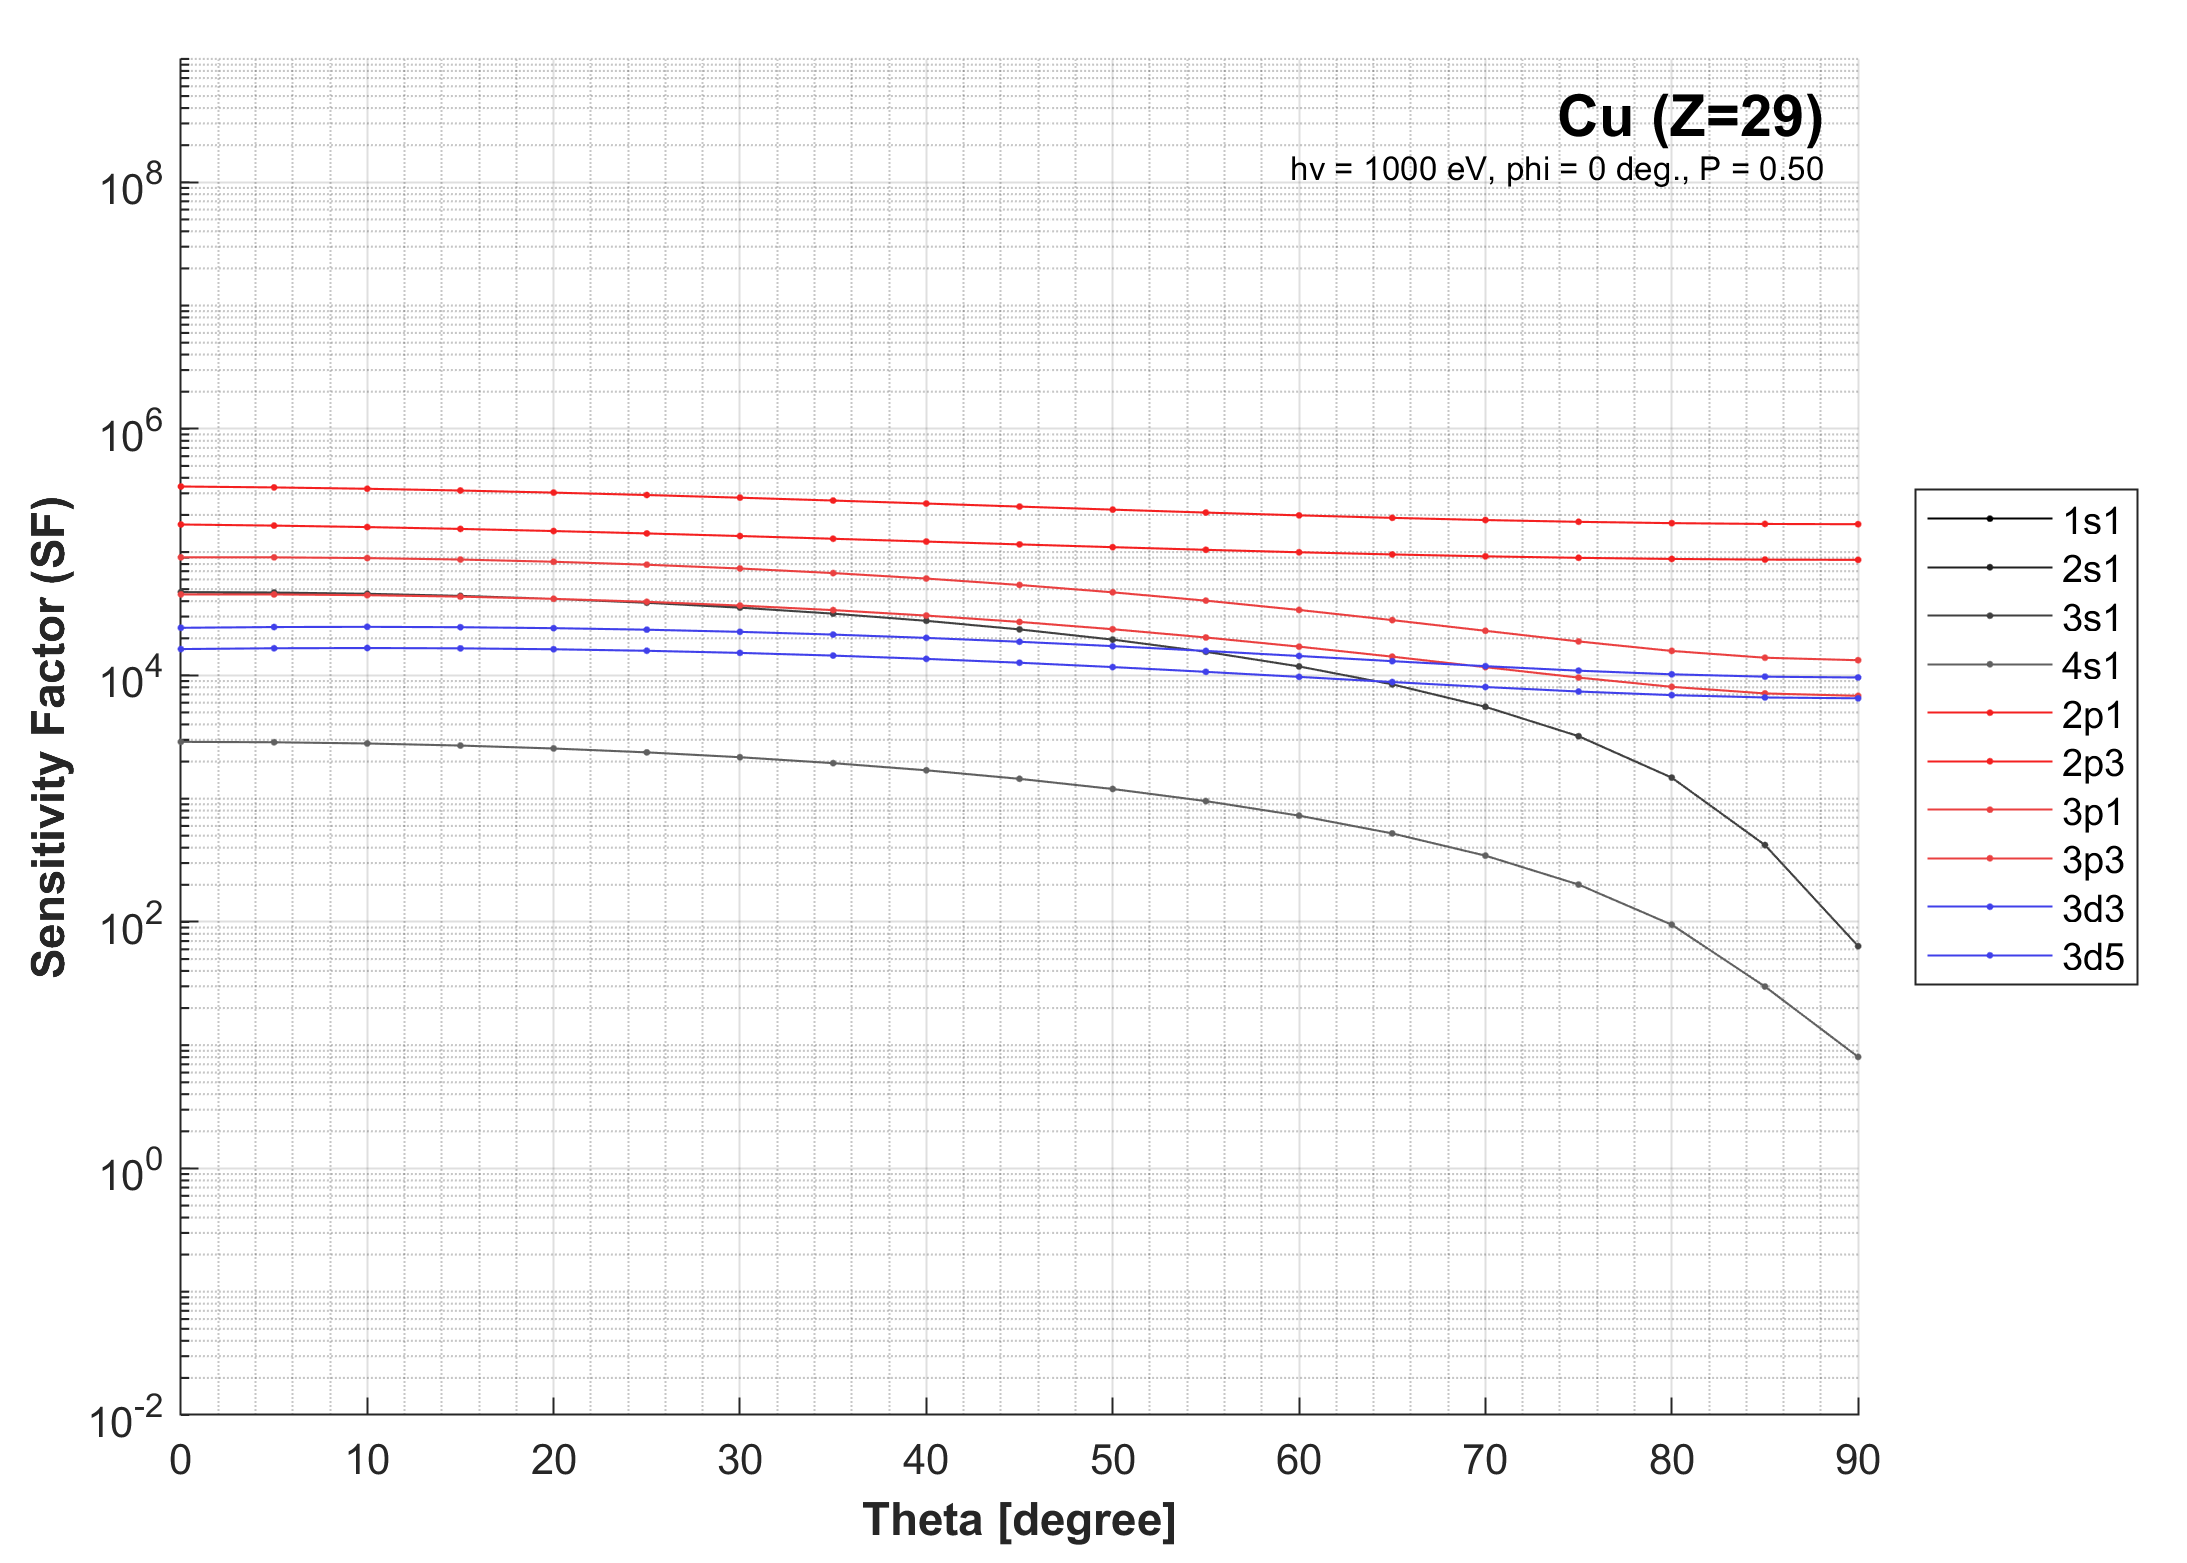 Cu (Z=29)
hv = 1000 eV, phi = 0 deg., P = 0.50
Sensitivity Factor (SF)
10^8
10^6
10^4
10^2
10^0
10^-2
0 10 20 30 40 50 60 70 80 90
Theta [degree]
1s1
2s1
3s1
4s1
2p1
2p3
3p1
3p3
3d3
3d5